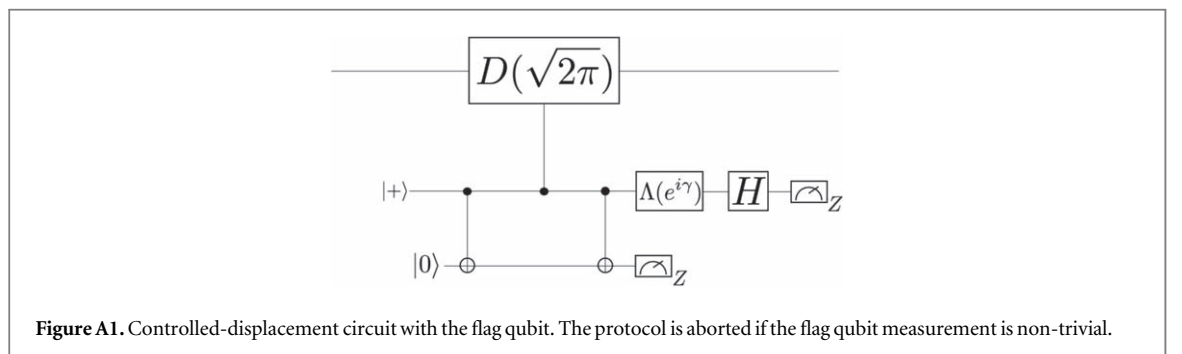 D(√2π)
|+⟩ Λ(e^{iγ}) H Z
|0⟩ Z
Figure A1. Controlled-displacement circuit with the flag qubit. The protocol is aborted if the flag qubit measurement is non-trivial.